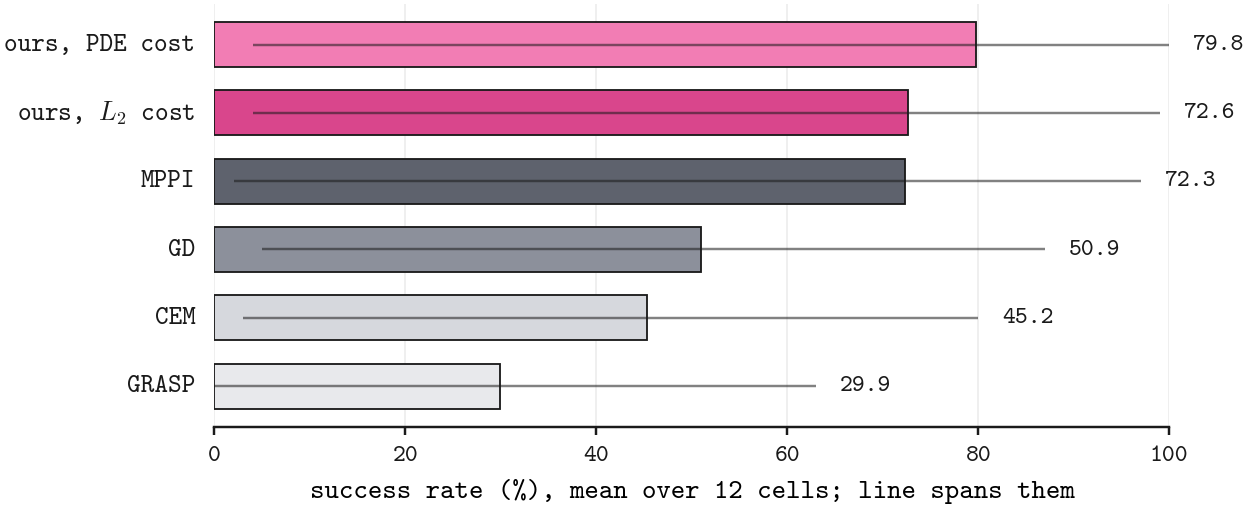 ours, PDE cost 79.8
ours, L₂ cost 72.6
MPPI 72.3
GD 50.9
CEM 45.2
GRASP 29.9
0 20 40 60 80 100
success rate (%), mean over 12 cells; line spans them